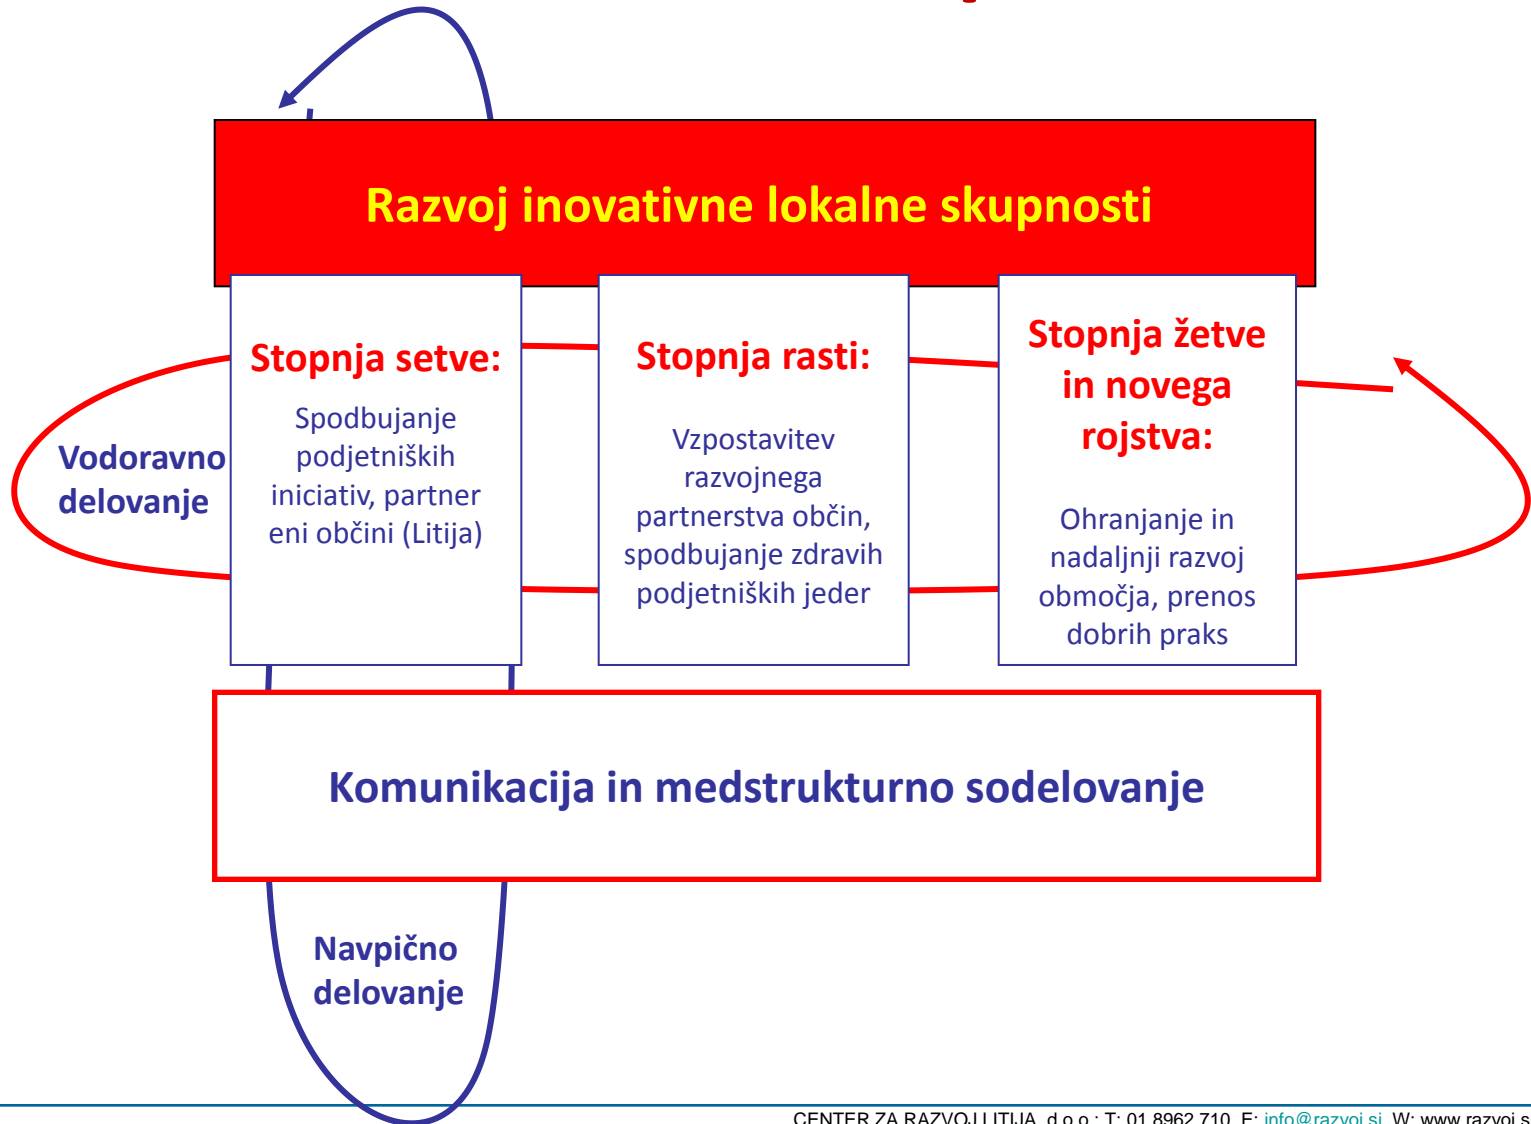 Razvoj inovativne lokalne skupnosti
Stopnja setve:
Spodbujanje
podjetniških
iniciativ, partner
eni občini (Litija)
Stopnja rasti:
Vzpostavitev
razvojnega
partnerstva občin,
spodbujanje zdravih
podjetniških jeder
Stopnja žetve
in novega
rojstva:
Ohranjanje in
nadaljnji razvoj
območja, prenos
dobrih praks
Vodoravno
delovanje
Komunikacija in medstrukturno sodelovanje
Navpično
delovanje
CENTER ZA RAZVOJ LITIJA, d.o.o.; T: 01 8962 710, E: info@razvoj.si, W: www.razvoj.s